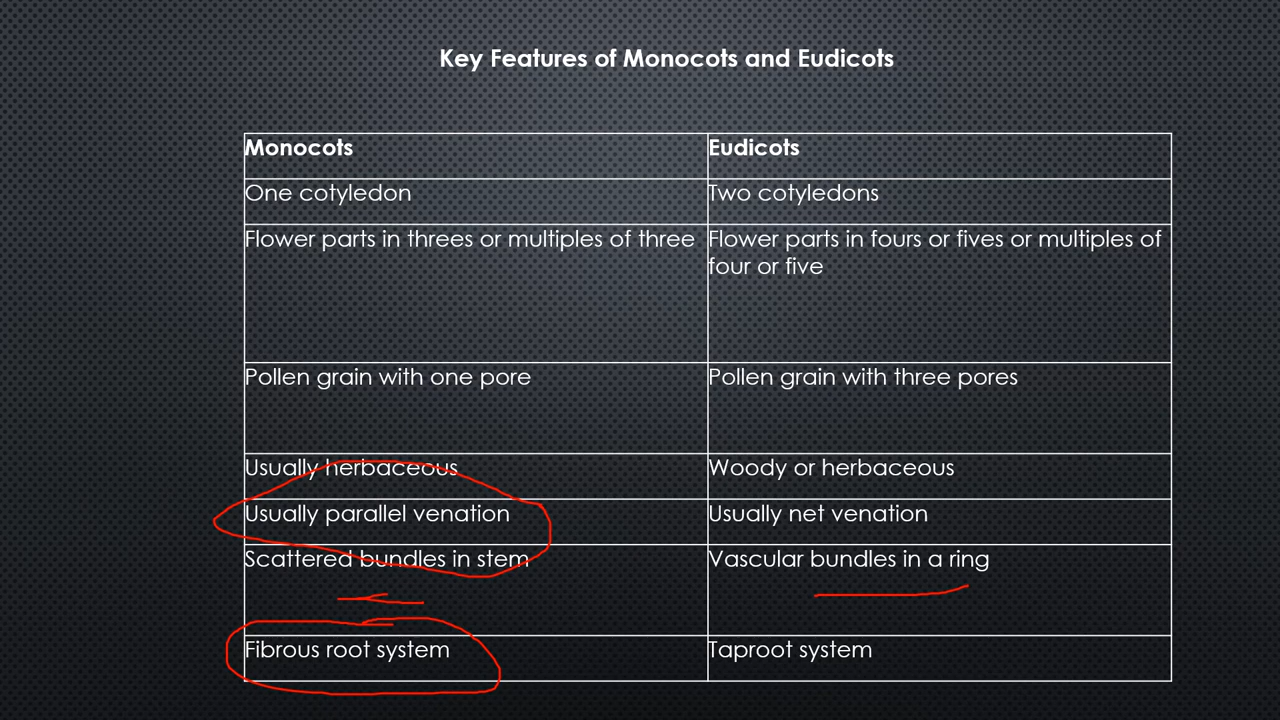 Key Features of Monocots and Eudicots
Monocots
Eudicots
One cotyledon
Two cotyledons
Flower parts in threes or multiples of three
Flower parts in fours or fives or multiples of
four or five
Pollen grain with one pore
Pollen grain with three pores
Usually herbaceous
Woody or herbaceous
Usually parallel venation
Usually net venation
Scattered bundles in stem
Vascular bundles in a ring
Fibrous root system
Taproot system